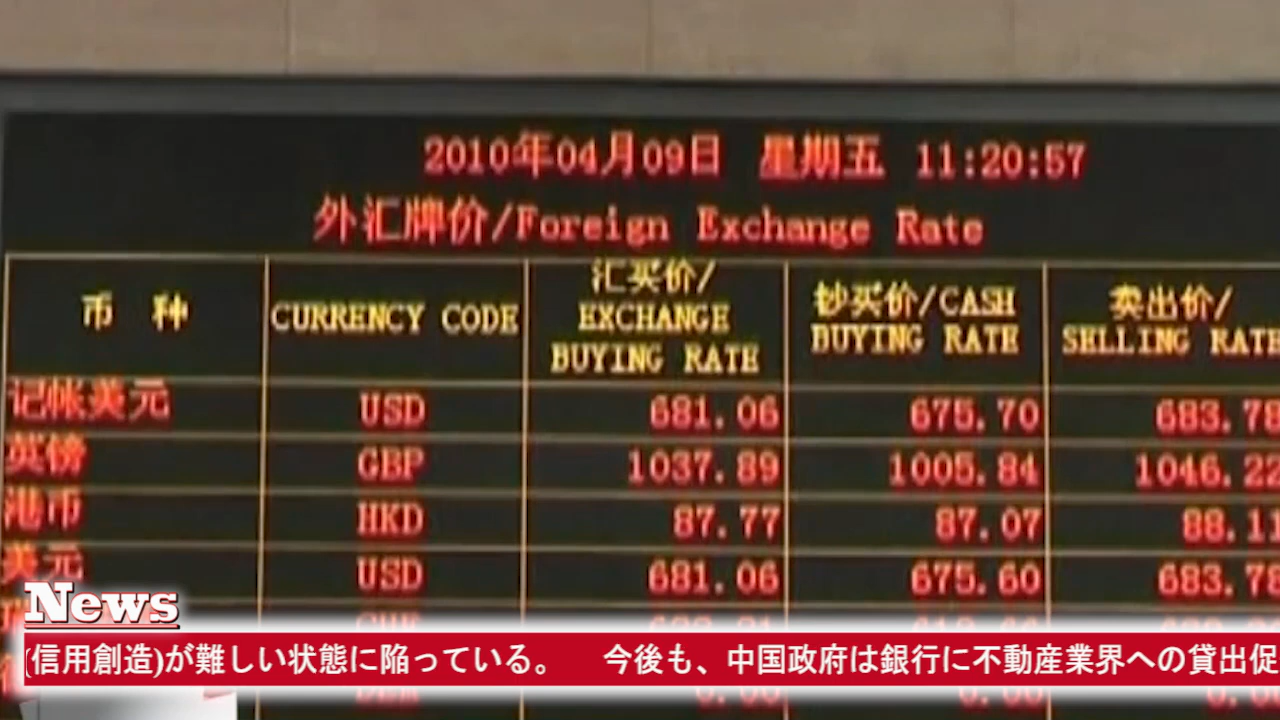 2010年04月09日 星期五 11:20:57
外汇牌价/Foreign Exchange Rate
币 种 CURRENCY CODE 汇买价/EXCHANGE BUYING RATE 钞买价/CASH BUYING RATE 卖出价/SELLING RATE
记帐美元 USD 681.06 675.70 683.78
英镑 GBP 1037.89 1005.84 1046.22
港币 HKD 87.77 87.07 88.11
美元 USD 681.06 675.60 683.78
News
(信用創造)が難しい状態に陥っている。 今後も、中国政府は銀行に不動産業界への貸出促